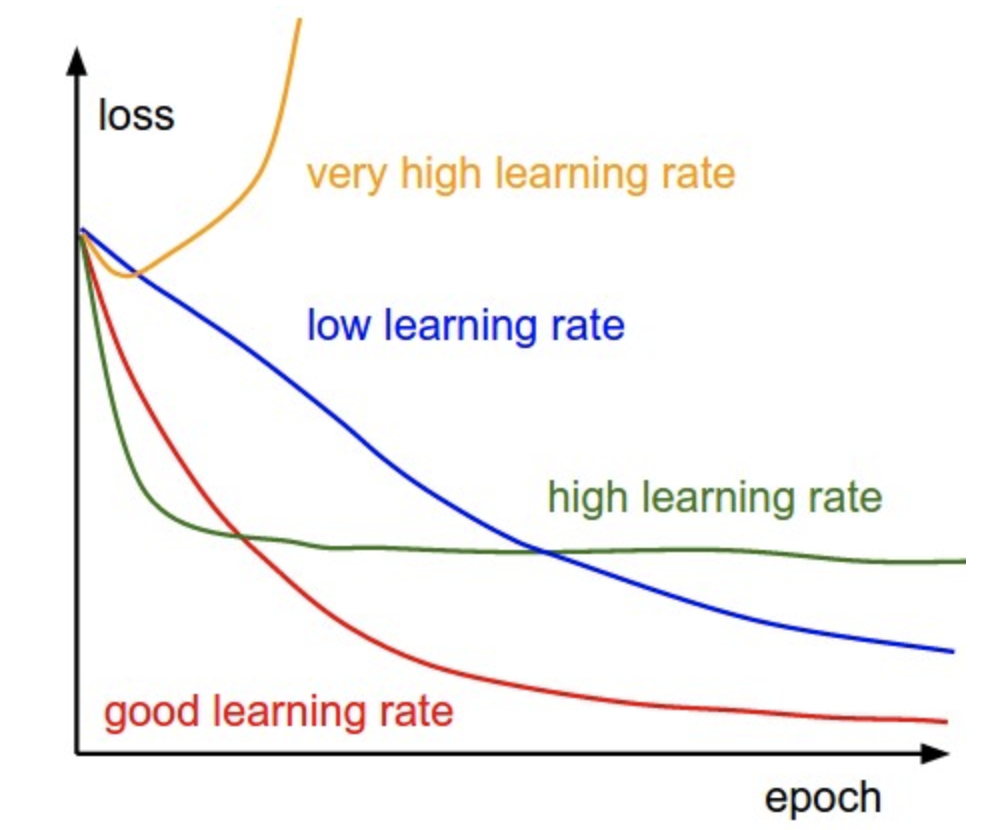 loss
very high learning rate
low learning rate
high learning rate
good learning rate
epoch